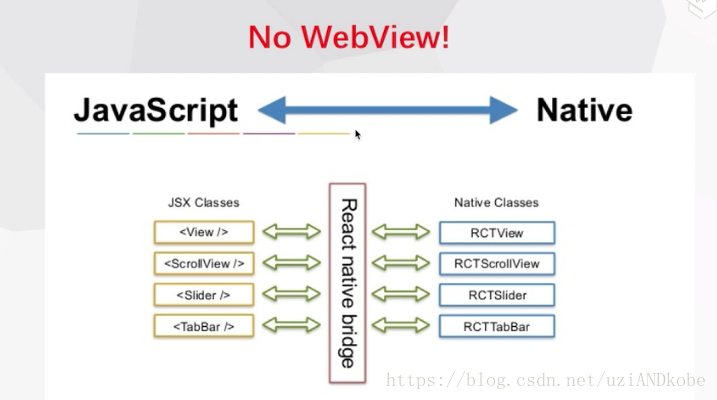 No WebView!
JavaScript
Native
JSX Classes
Native Classes
<View />
<ScrollView />
<Slider />
<TabBar />
React native bridge
RCTView
RCTScrollView
RCTSlider
RCTTabBar
https://blog.csdn.net/uziANDkobe